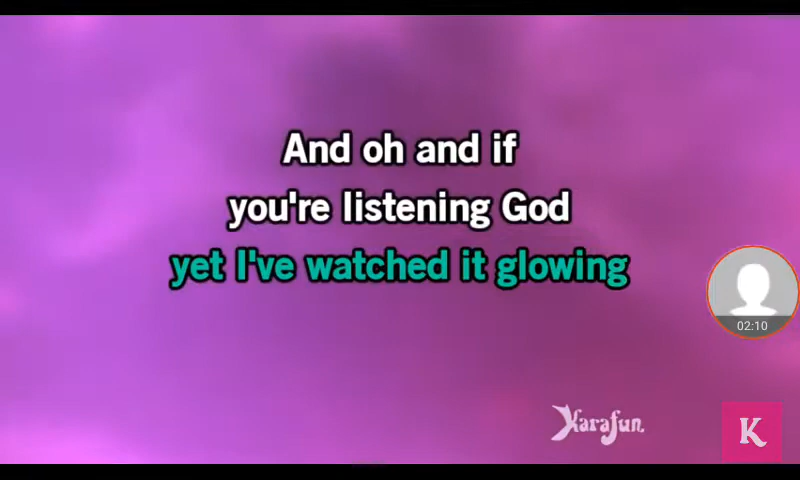 And oh and if
you're listening God
yet I've watched it glowing
02:10
Karafun.
K